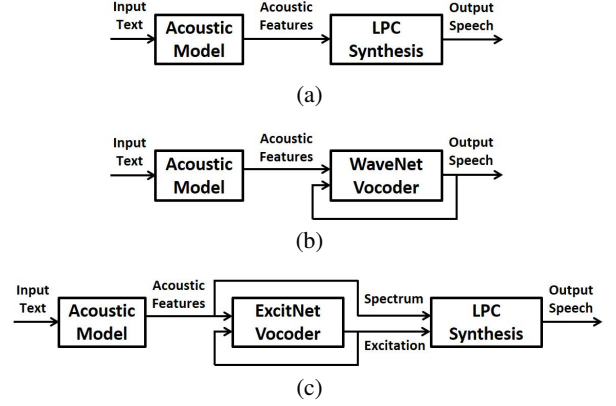 Input
Text
Acoustic
Model
Acoustic
Features
LPC
Synthesis
Output
Speech
(a)
Input
Text
Acoustic
Model
Acoustic
Features
WaveNet
Vocoder
Output
Speech
(b)
Input
Text
Acoustic
Model
Acoustic
Features
ExcitNet
Vocoder
Spectrum
Excitation
LPC
Synthesis
Output
Speech
(c)